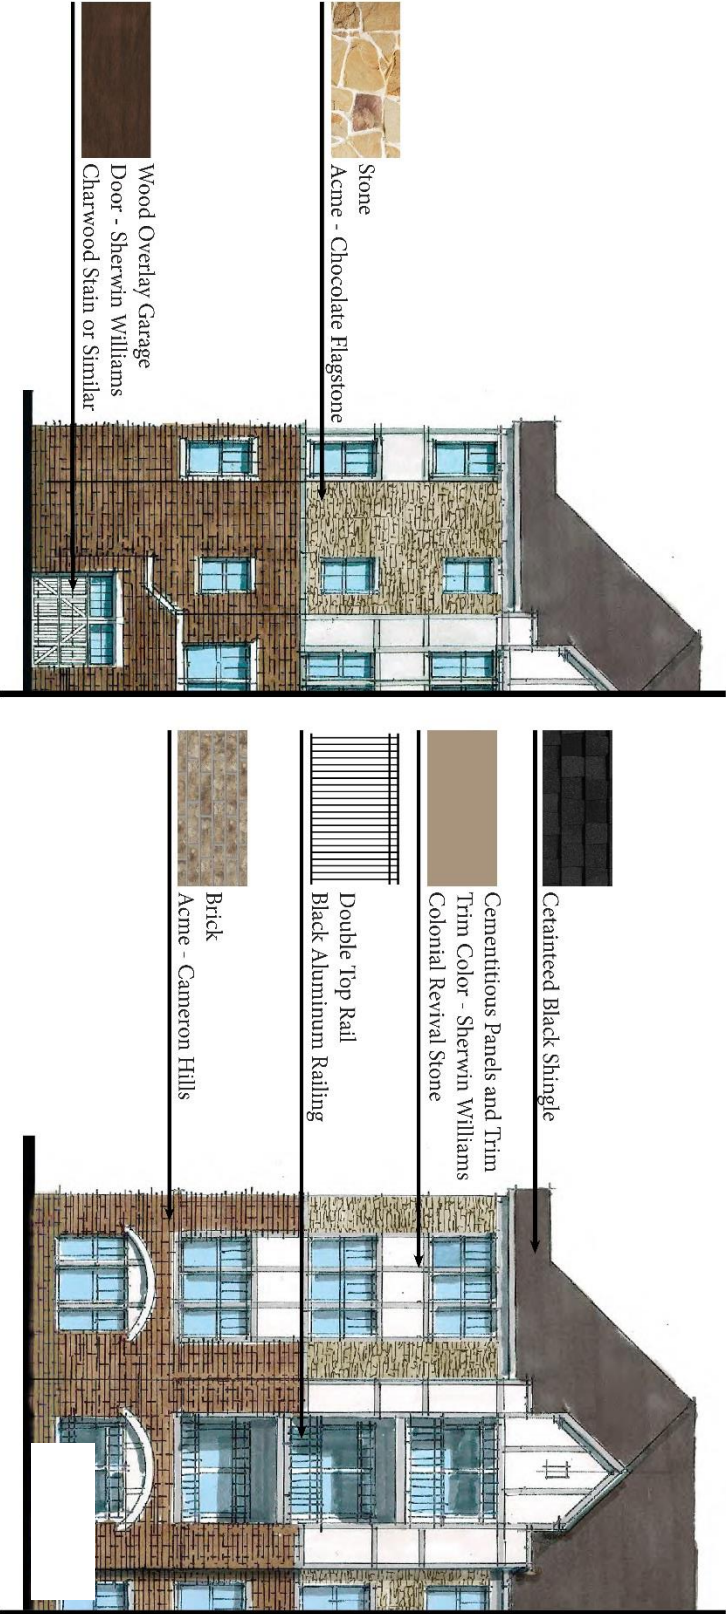 Stone
Acme - Chocolate Flagstone
Wood Overlay Garage
Door - Sherwin Williams
Charwood Stain or Similar
Cetainteed Black Shingle
Cementitious Panels and Trim
Trim Color - Sherwin Williams
Colonial Revival Stone
Double Top Rail
Black Aluminum Railing
Brick
Acme - Cameron Hills